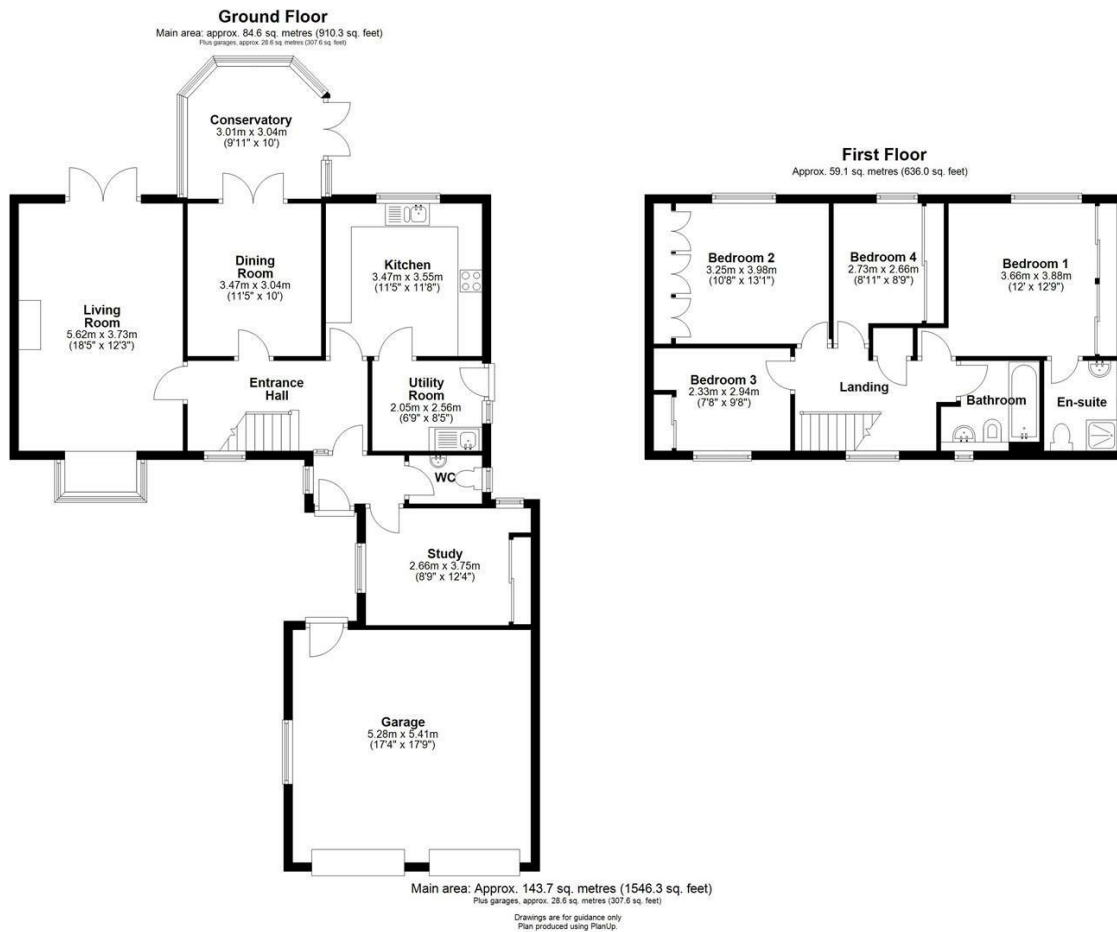 Ground Floor
Main area: approx. 84.6 sq. metres (910.3 sq. feet)
Plus garages, approx. 28.6 sq. metres (307.6 sq. feet)
Conservatory
3.01m x 3.04m
(9'11" x 10')
Living
Room
5.62m x 3.73m
(18'5" x 12'3")
Dining
Room
3.47m x 3.04m
(11'5" x 10')
Kitchen
3.47m x 3.55m
(11'5" x 11'8")
Entrance
Hall
Utility
Room
2.05m x 2.56m
(6'9" x 8'5")
WC
Study
2.66m x 3.75m
(8'9" x 12'4")
Garage
5.28m x 5.41m
(17'4" x 17'9")
First Floor
Approx. 59.1 sq. metres (636.0 sq. feet)
Bedroom 2
3.25m x 3.98m
(10'8" x 13'1")
Bedroom 4
2.73m x 2.66m
(8'11" x 8'9")
Bedroom 1
3.66m x 3.88m
(12' x 12'9")
Bedroom 3
2.33m x 2.94m
(7'8" x 9'8")
Landing
Bathroom
En-suite
Main area: Approx. 143.7 sq. metres (1546.3 sq. feet)
Plus garages, approx. 28.6 sq. metres (307.6 sq. feet)
Drawings are for guidance only
Plan produced using PlanUp.